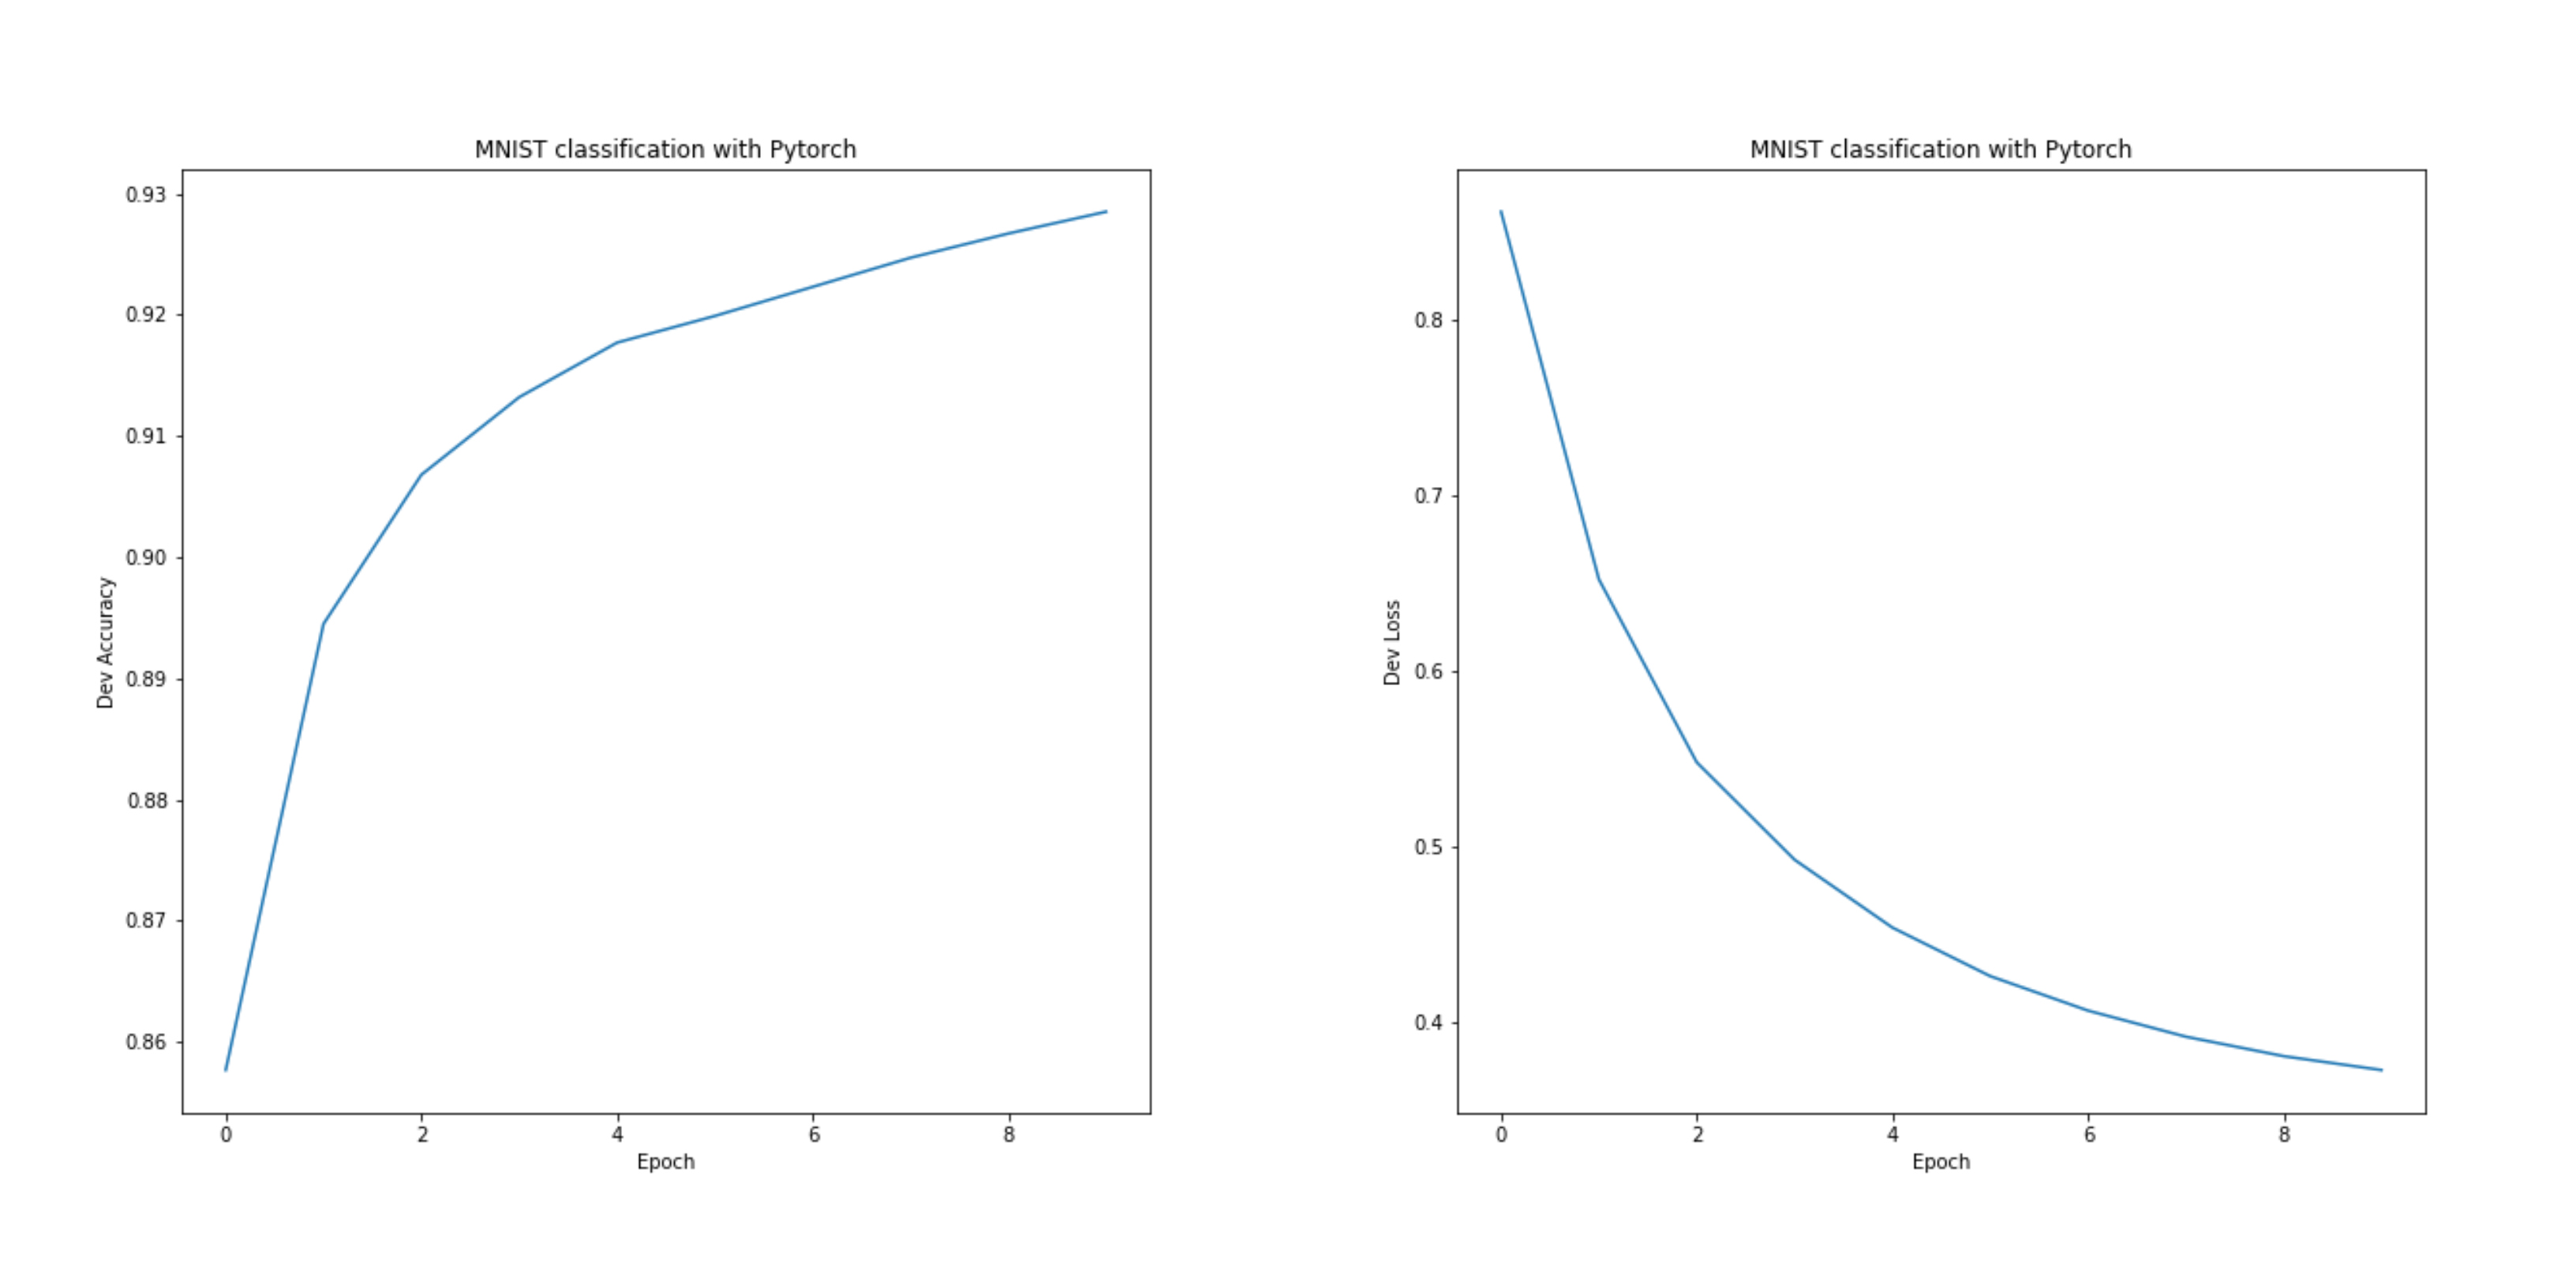 MNIST classification with Pytorch
0.93
0.92
0.91
0.90
0.89
0.88
0.87
0.86
Dev Accuracy
0 2 4 6 8
Epoch
MNIST classification with Pytorch
0.8
0.7
0.6
0.5
0.4
Dev Loss
0 2 4 6 8
Epoch